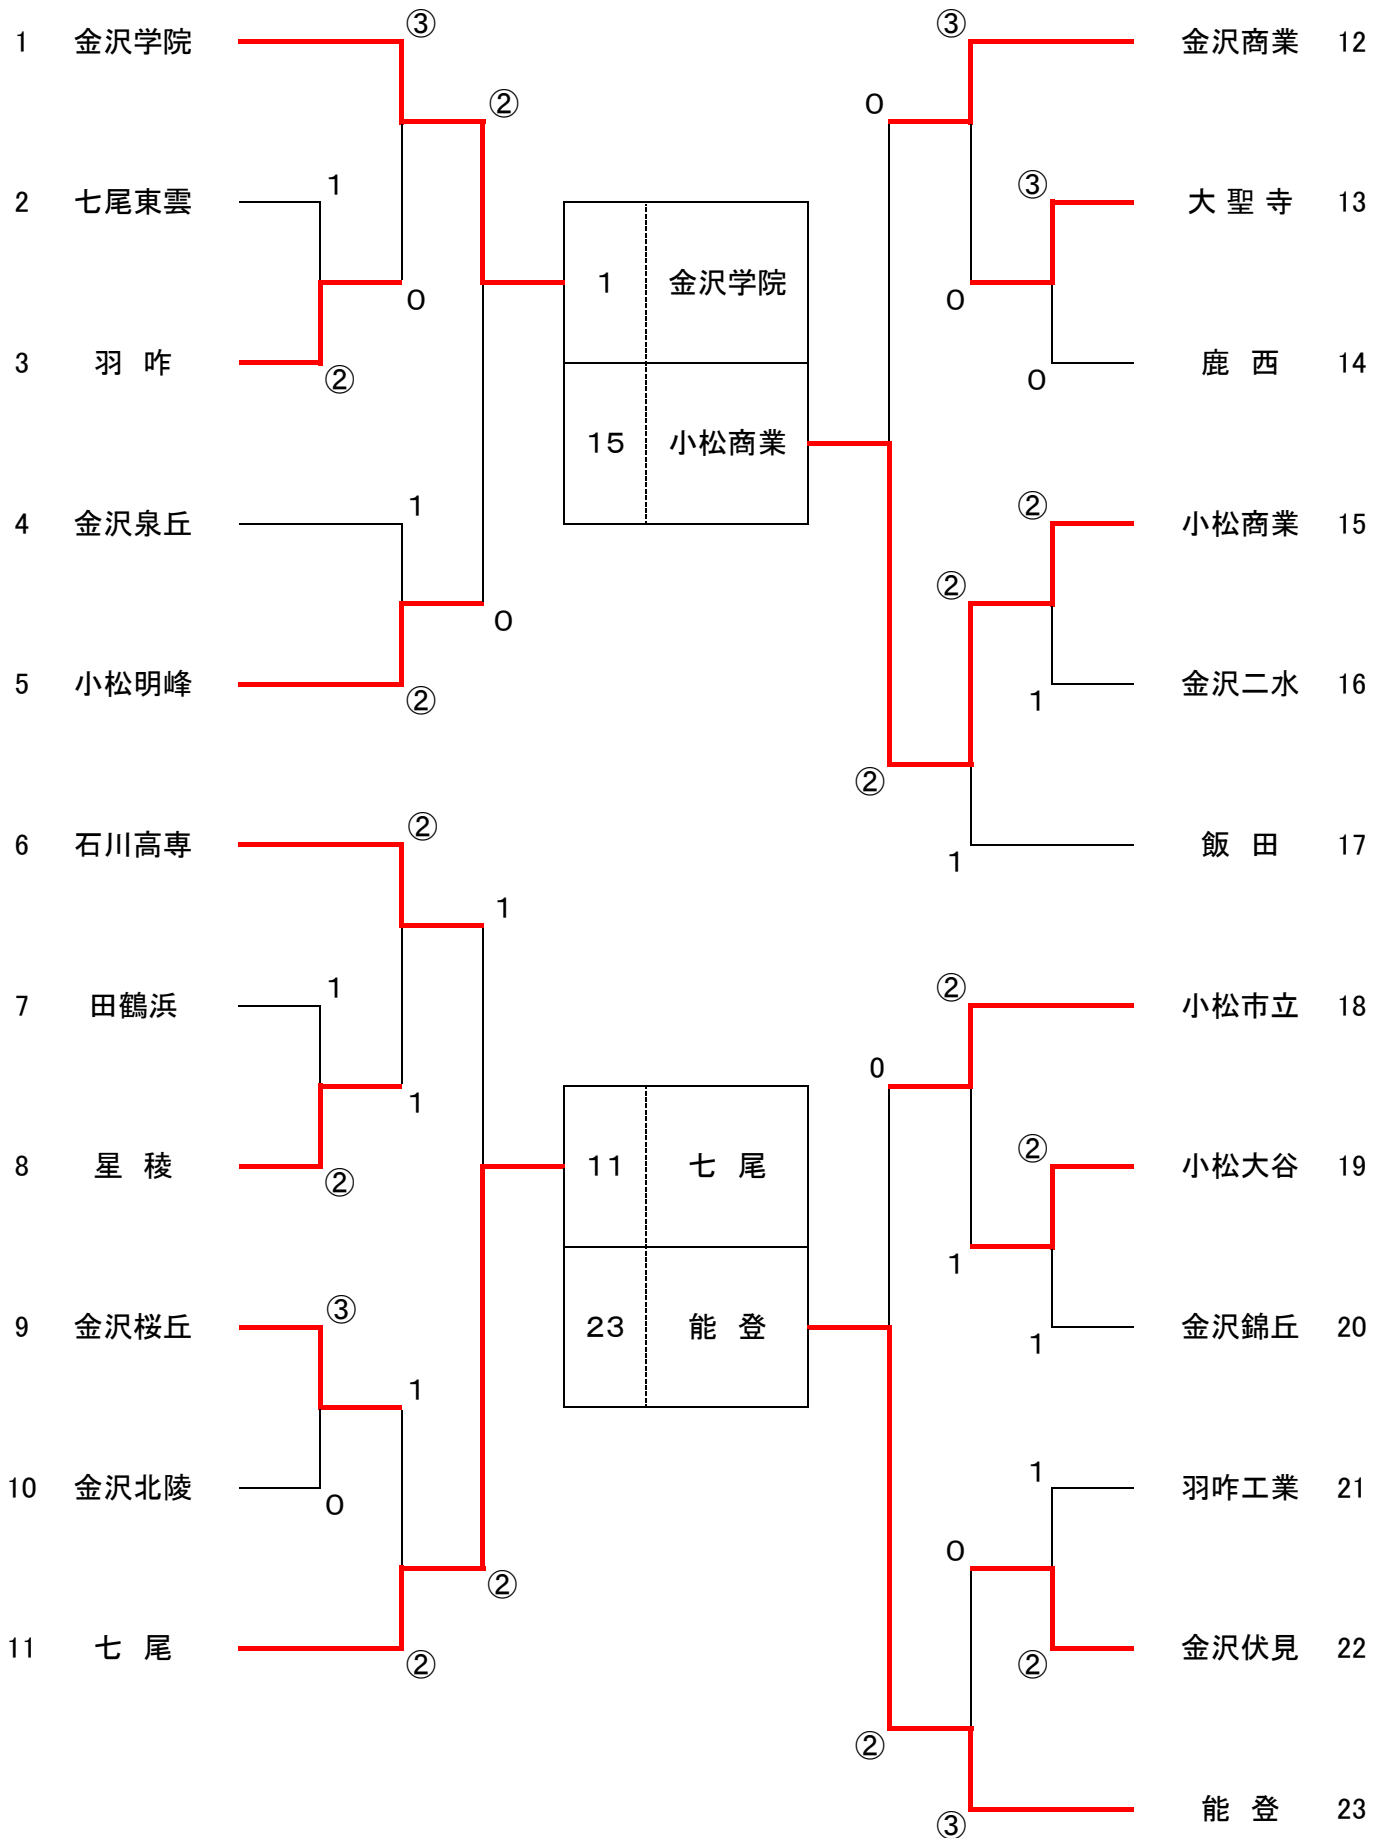 ③ ③
1 金沢学院 金沢商業 12
② 0
1 ③
2 七尾東雲 大聖寺 13
1 金沢学院
0 0
3 羽咋 鹿西 14
② 0
15 小松商業
1 ②
4 金沢泉丘 小松商業 15
②
0
5 小松明峰 金沢二水 16
② 1
②
②
6 石川高専 飯田 17
1
1
1 ②
7 田鶴浜 小松市立 18
0
1
②
8 星稜 11 七尾 小松大谷 19
②
1
③
9 金沢桜丘 23 能登 金沢錦丘 20
1
1
1
10 金沢北陵 羽咋工業 21
0
0
②
11 七尾 金沢伏見 22
② ②
②
能登 23
③